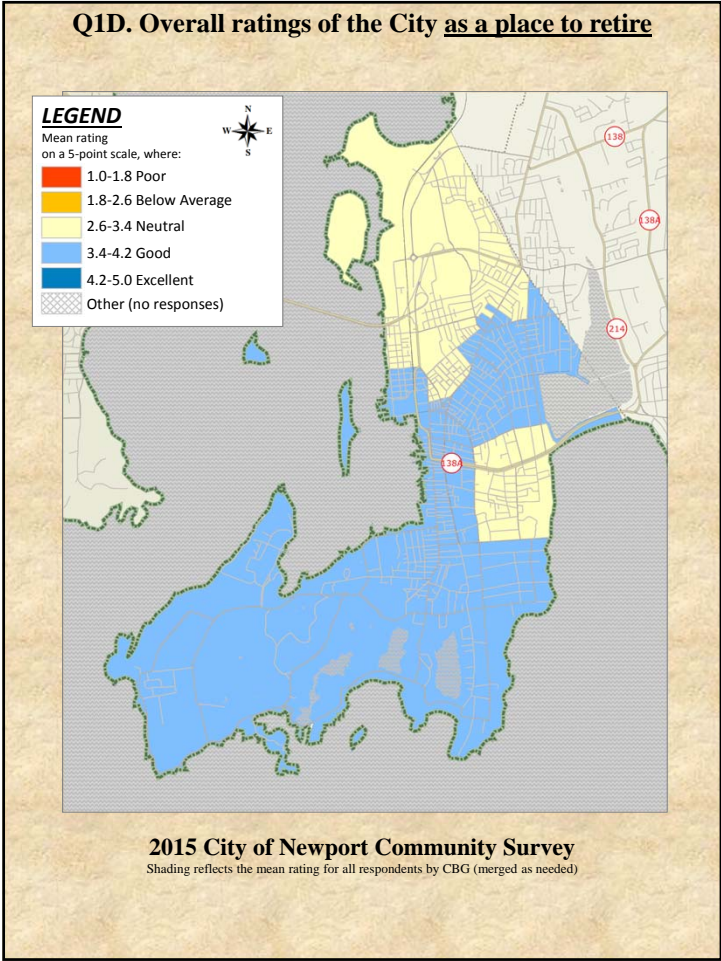 Q1D. Overall ratings of the City as a place to retire
LEGEND
Mean rating
on a 5-point scale, where:
1.0-1.8 Poor
1.8-2.6 Below Average
2.6-3.4 Neutral
3.4-4.2 Good
4.2-5.0 Excellent
Other (no responses)
N
W E
S
138
138A
214
138A
2015 City of Newport Community Survey
Shading reflects the mean rating for all respondents by CBG (merged as needed)